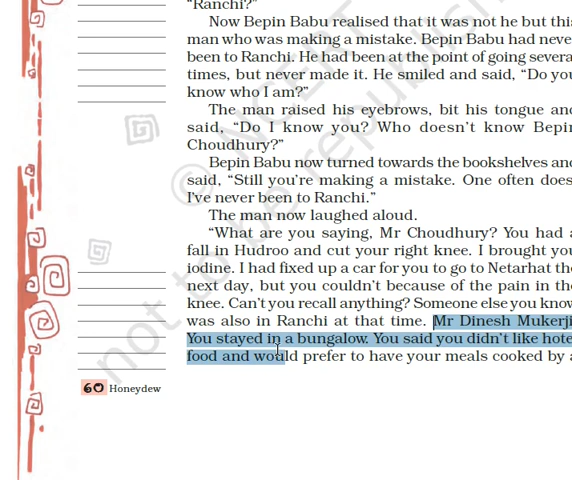 "Ranchi?"
Now Bepin Babu realised that it was not he but this
man who was making a mistake. Bepin Babu had neve
been to Ranchi. He had been at the point of going severa
times, but never made it. He smiled and said, "Do you
know who I am?"
The man raised his eyebrows, bit his tongue and
said, "Do I know you? Who doesn't know Bepin
Choudhury?"
Bepin Babu now turned towards the bookshelves and
said, "Still you're making a mistake. One often does
I've never been to Ranchi."
The man now laughed aloud.
"What are you saying, Mr Choudhury? You had a
fall in Hudroo and cut your right knee. I brought you
iodine. I had fixed up a car for you to go to Netarhat the
next day, but you couldn't because of the pain in the
knee. Can't you recall anything? Someone else you know
was also in Ranchi at that time. Mr Dinesh Mukerji
You stayed in a bungalow. You said you didn't like hote
food and would prefer to have your meals cooked by a
60 Honeydew
© NCERT
not to be republish